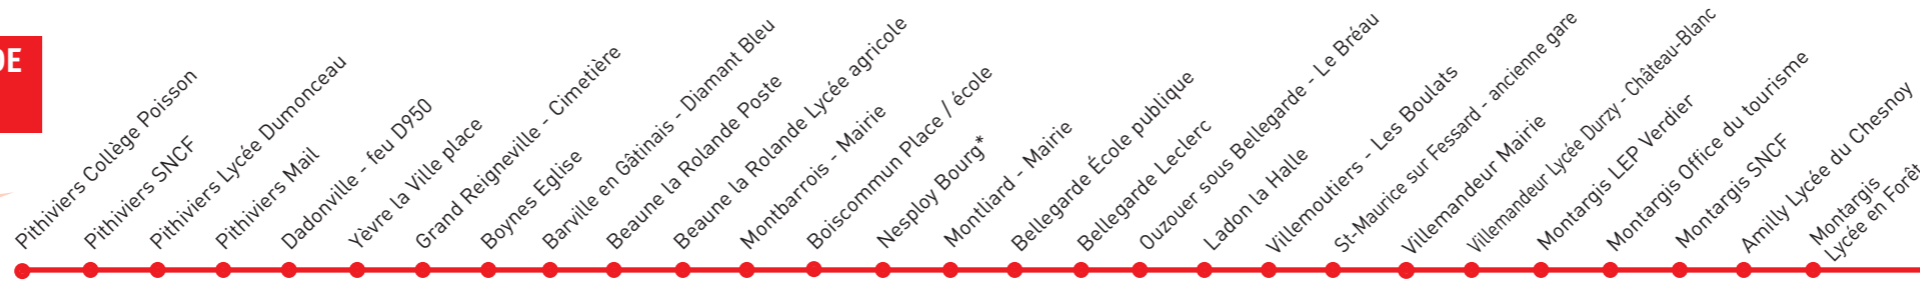 DE
Pithiviers Collège Poisson
Pithiviers SNCF
Pithiviers Lycée Dumonceau
Pithiviers Mail
Dadonville - feu D950
Yèvre la Ville place
Grand Reigneville - Cimetière
Boynes Eglise
Barville en Gâtinais - Diamant Bleu
Beaune la Rolande Poste
Beaune la Rolande Lycée agricole
Montbarrois - Mairie
Boiscommun Place / école
Nesploy Bourg*
Montliard - Mairie
Bellegarde École publique
Bellegarde Leclerc
Ouzouer sous Bellegarde - Le Bréau
Ladon la Halle
Villemoutiers - Les Boulats
St-Maurice sur Fessard - ancienne gare
Villemandeur Mairie
Villemandeur Lycée Durzy - Château-Blanc
Montargis LEP Verdier
Montargis Office du tourisme
Montargis SNCF
Amilly Lycée du Chesnoy
Montargis
Lycée en Forêt